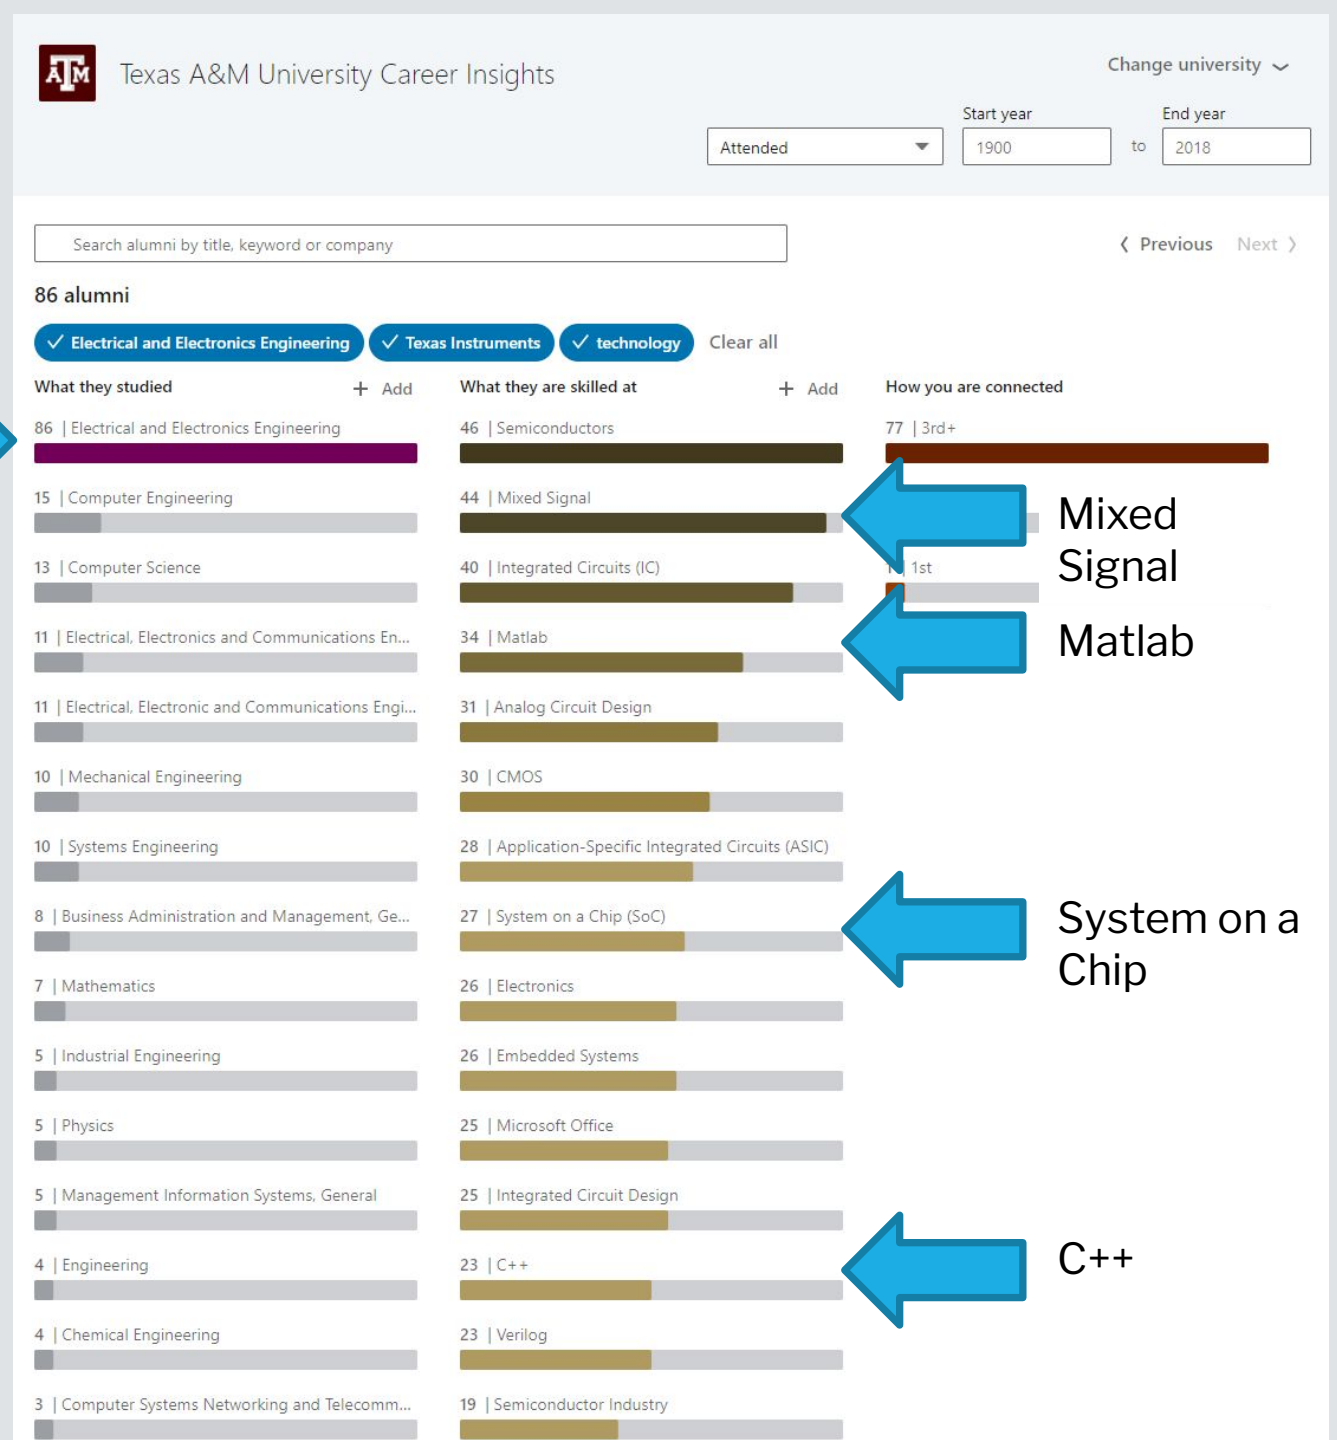 ATM
Texas A&M University Career Insights
Change university
Start year
End year
Attended
1900
to
2018
Search alumni by title, keyword or company
Previous
Next
86 alumni
Electrical and Electronics Engineering
Texas Instruments
technology
Clear all
What they studied
+ Add
86 | Electrical and Electronics Engineering
15 | Computer Engineering
13 | Computer Science
11 | Electrical, Electronics and Communications En...
11 | Electrical, Electronic and Communications Engi...
10 | Mechanical Engineering
10 | Systems Engineering
8 | Business Administration and Management, Ge...
7 | Mathematics
5 | Industrial Engineering
5 | Physics
5 | Management Information Systems, General
4 | Engineering
4 | Chemical Engineering
3 | Computer Systems Networking and Telecomm...
What they are skilled at
+ Add
46 | Semiconductors
44 | Mixed Signal
40 | Integrated Circuits (IC)
34 | Matlab
31 | Analog Circuit Design
30 | CMOS
28 | Application-Specific Integrated Circuits (ASIC)
27 | System on a Chip (SoC)
26 | Electronics
26 | Embedded Systems
25 | Microsoft Office
25 | Integrated Circuit Design
23 | C++
23 | Verilog
19 | Semiconductor Industry
How you are connected
77 | 3rd+
| 1st
Mixed
Signal
Matlab
System on a
Chip
C++